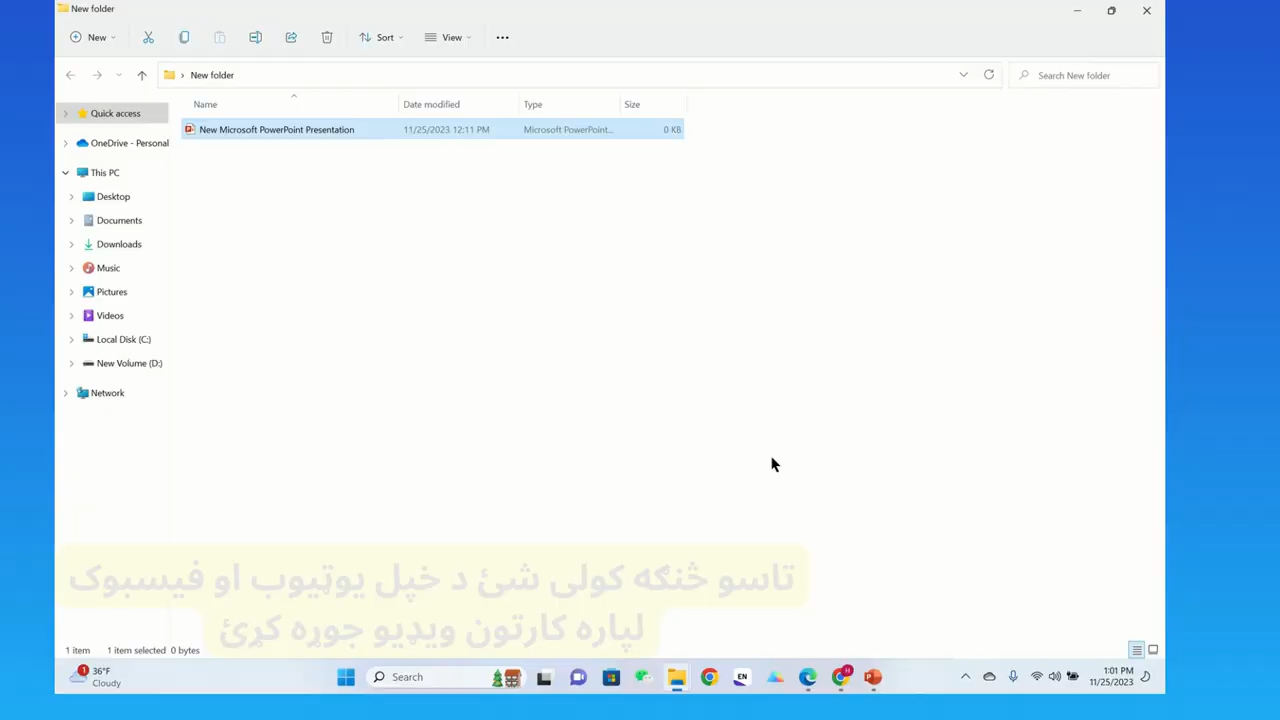 New folder
New
Sort
View
New folder
Search New folder
Name
Date modified
Type
Size
New Microsoft PowerPoint Presentation
11/25/2023 12:11 PM
Microsoft PowerPoint...
0 KB
Quick access
OneDrive - Personal
This PC
Desktop
Documents
Downloads
Music
Pictures
Videos
Local Disk (C:)
New Volume (D:)
Network
تاسو څنګه کولی شئ د خپل یوټیوب او فیسبوک
لپاره کارتون ویډیو جوړه کړئ
1 item
1 item selected 0 bytes
1
36°F
Cloudy
Search
EN
H
1:01 PM
11/25/2023